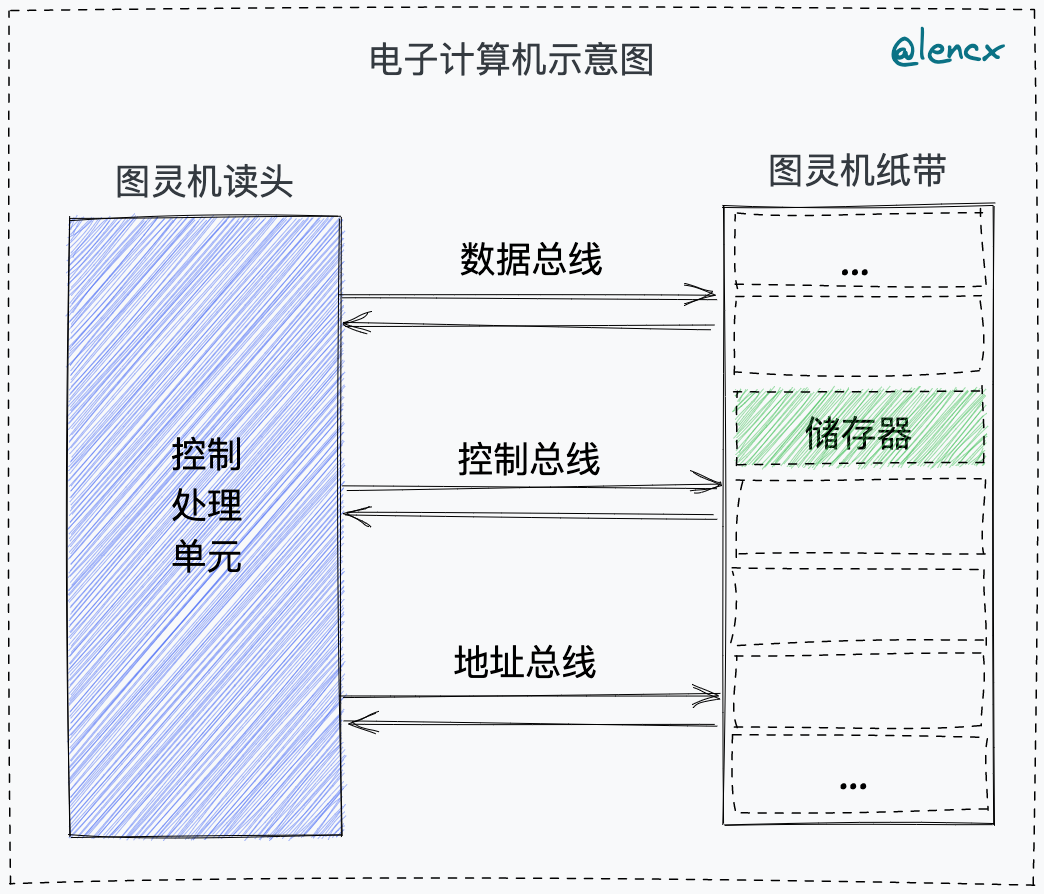 电子计算机示意图
@lencx
图灵机读头
图灵机纸带
数据总线
...
储存器
控制
处理
单元
控制总线
地址总线
...